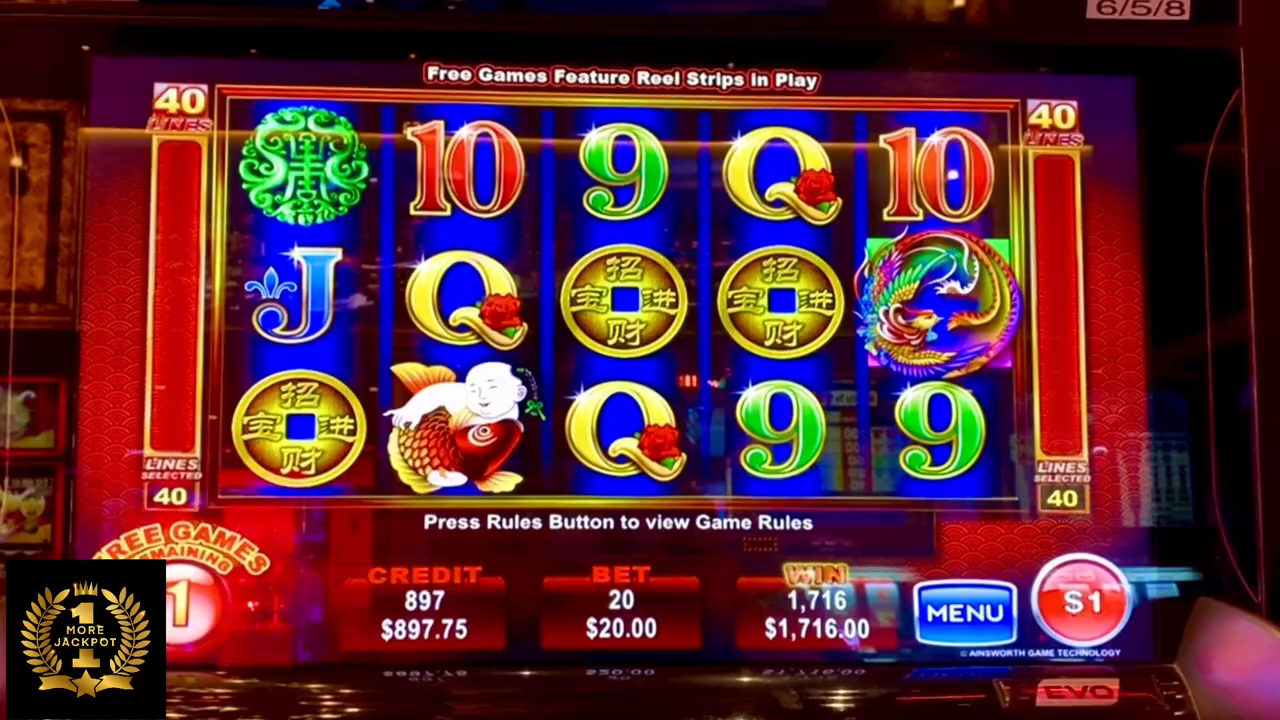 6/5/8
Free Games Feature Reel Strips in Play
40
LINES
40
LINES
10
9
Q
10
J
Q
招
宝 进
财
招
宝 进
财
招
宝 进
财
Q
9
9
LINES
SELECTED
40
LINES
SELECTED
40
Press Rules Button to view Game Rules
FREE GAMES
REMAINING
1
CREDIT
897
$897.75
BET
20
$20.00
WIN
1,716
$1,716.00
MENU
$1
© AINSWORTH GAME TECHNOLOGY
EVO
1
MORE
JACKPOT